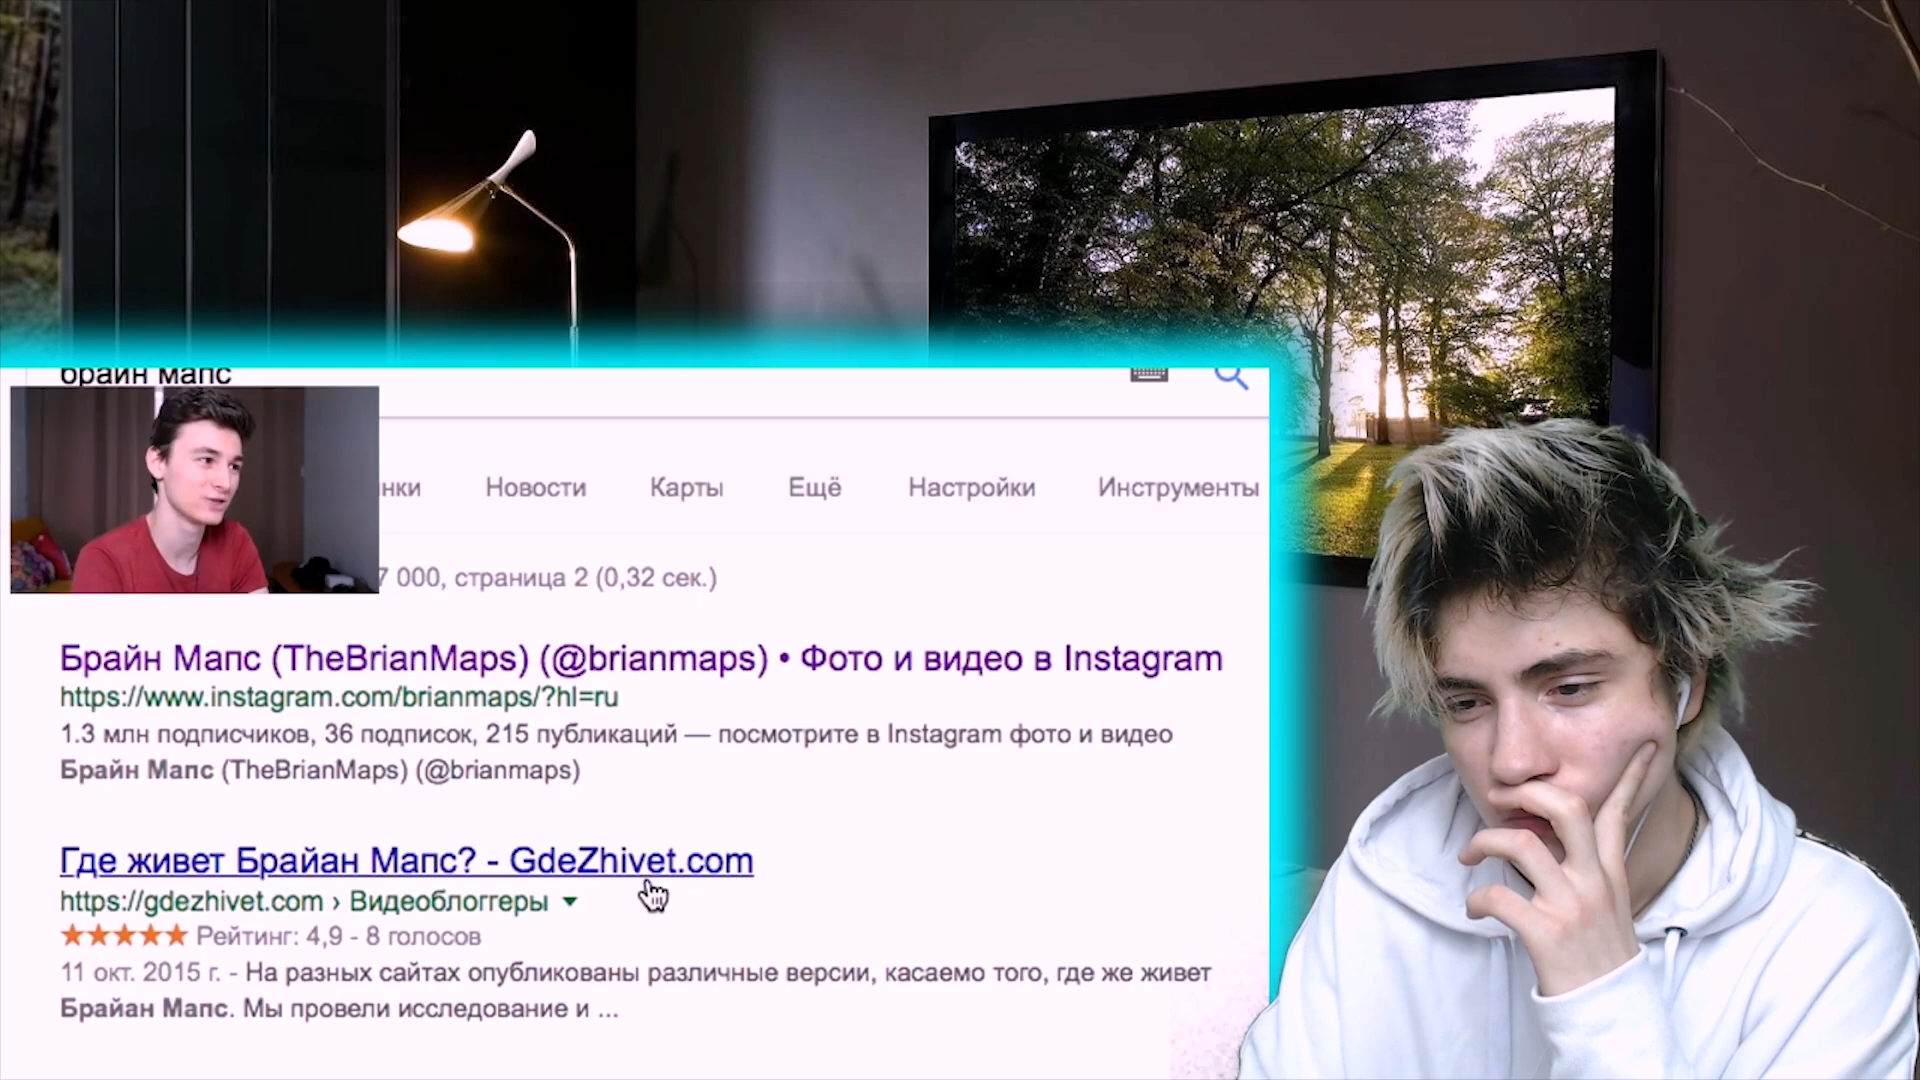 брайн мапс
нки Новости Карты Ещё Настройки Инструменты
7 000, страница 2 (0,32 сек.)
Брайн Мапс (TheBrianMaps) (@brianmaps) • Фото и видео в Instagram
https://www.instagram.com/brianmaps/?hl=ru
1.3 млн подписчиков, 36 подписок, 215 публикаций — посмотрите в Instagram фото и видео
Брайн Мапс (TheBrianMaps) (@brianmaps)
Где живет Брайан Мапс? - GdeZhivet.com
https://gdezhivet.com › Видеоблоггеры
Рейтинг: 4,9 - 8 голосов
11 окт. 2015 г. - На разных сайтах опубликованы различные версии, касаемо того, где же живет
Брайан Мапс. Мы провели исследование и ...